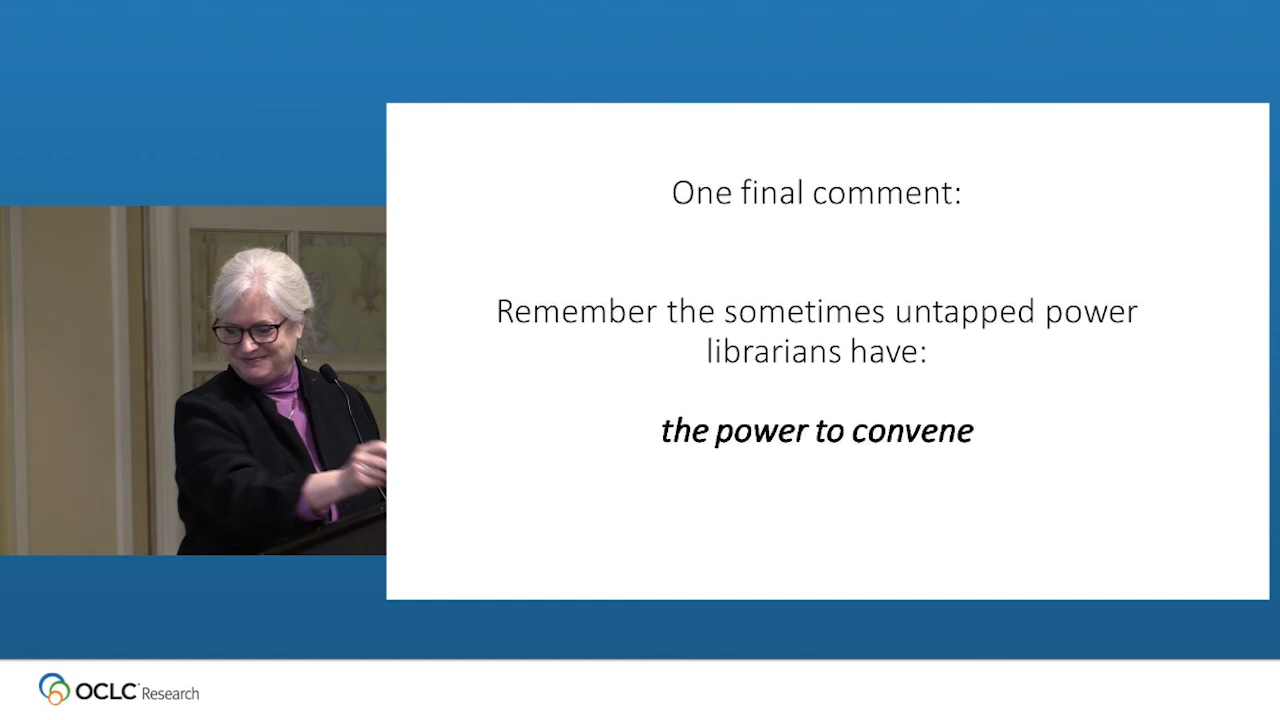 One final comment:
Remember the sometimes untapped power
librarians have:
the power to convene
OCLC Research